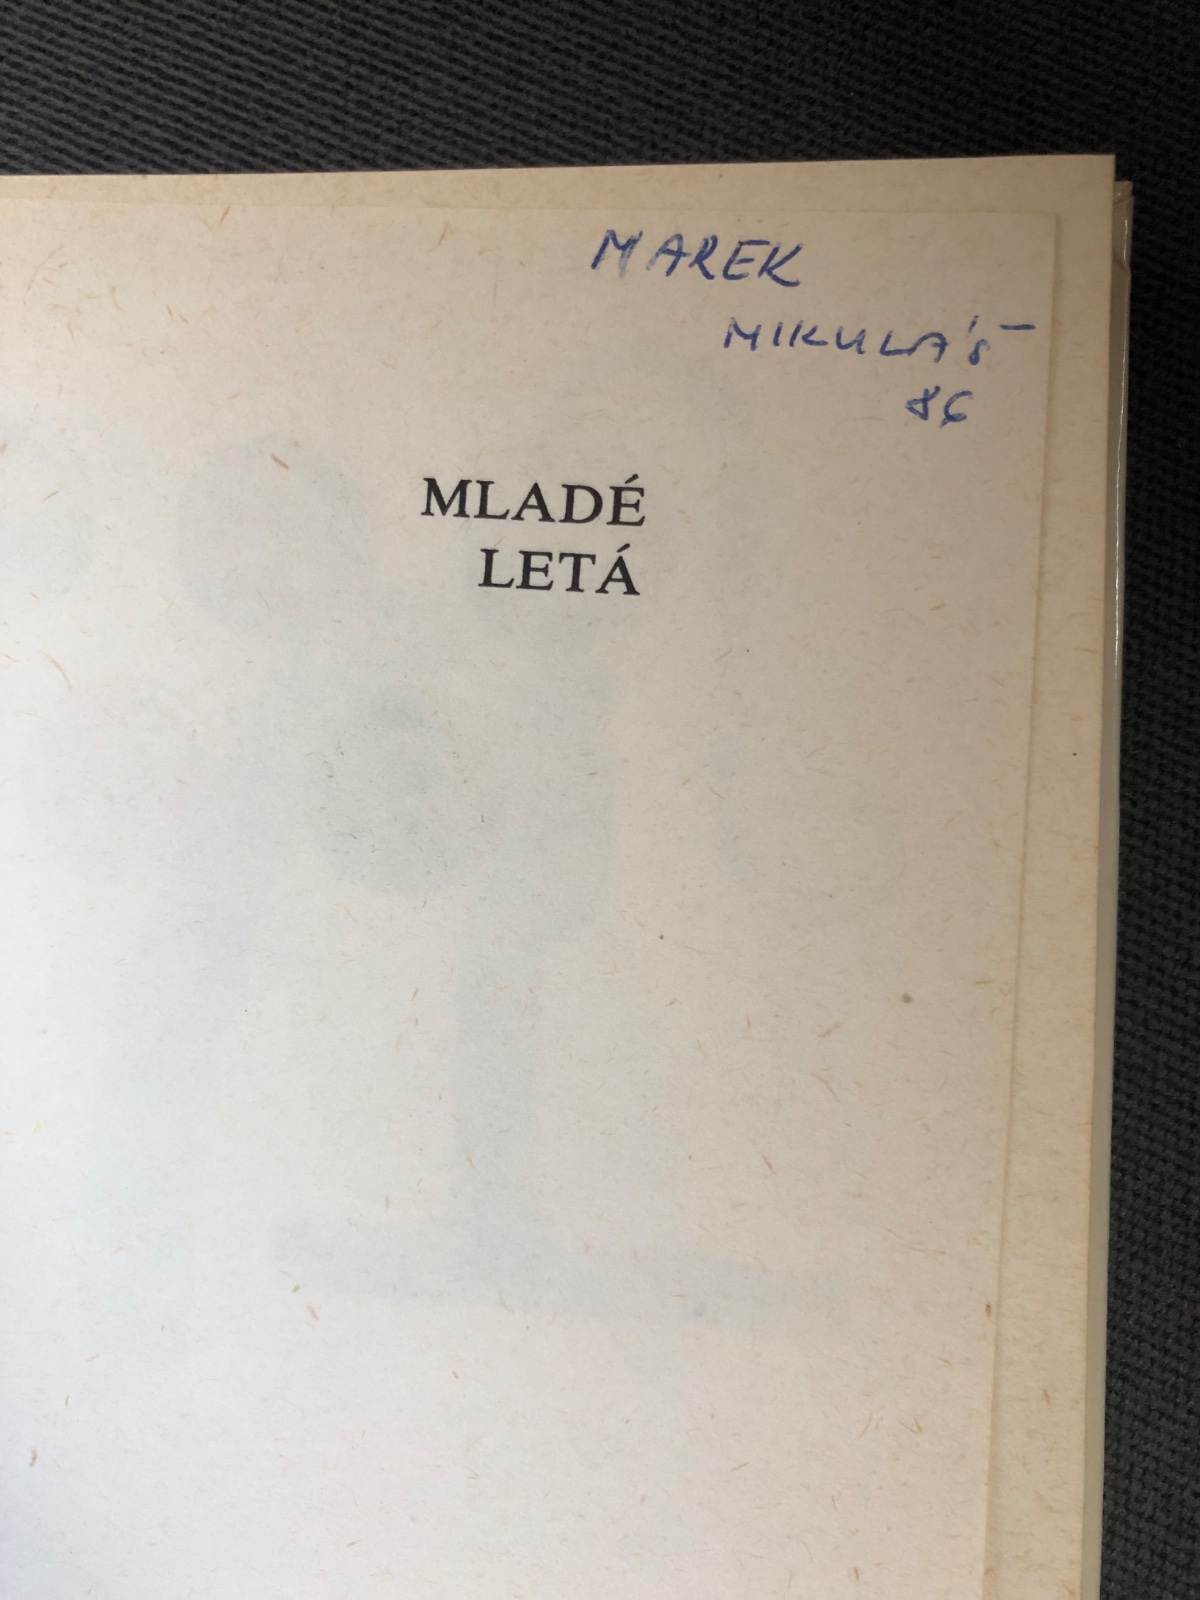 MAREK
MIKULÁŠ –
86
MLADÉ
LETÁ